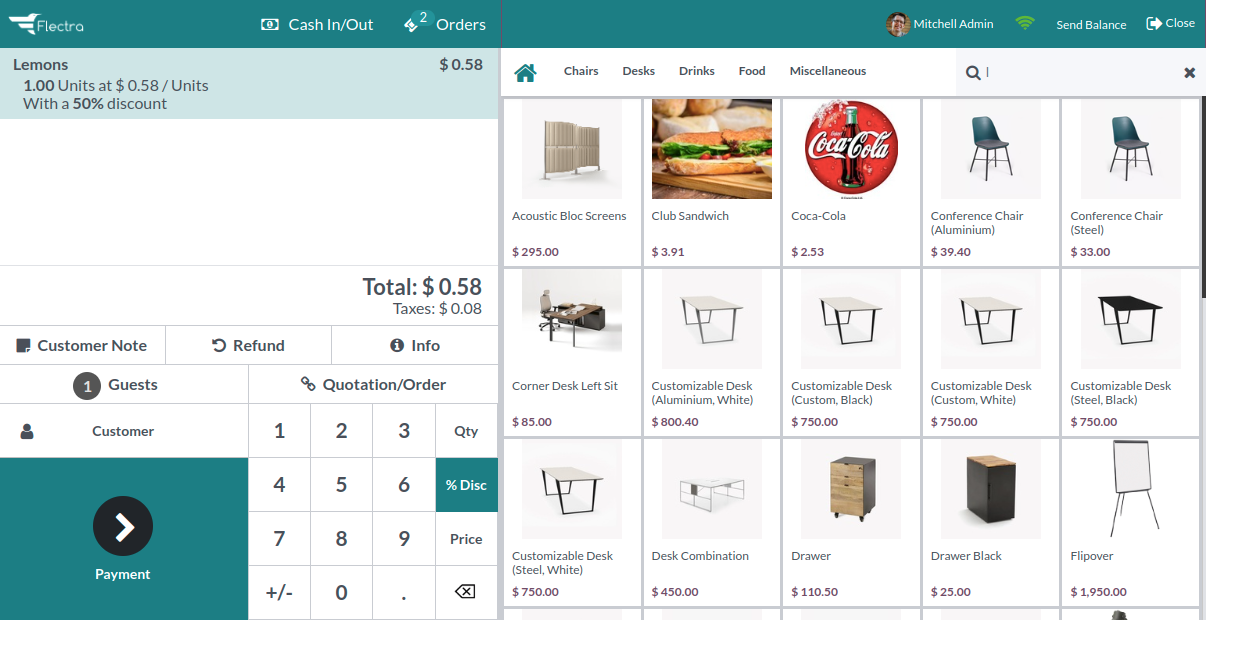 Flectra
Cash In/Out
2
Orders
Mitchell Admin
Send Balance
Close
Lemons
$ 0.58
1.00 Units at $ 0.58 / Units
With a 50% discount
Total: $ 0.58
Taxes: $ 0.08
Customer Note
Refund
Info
1
Guests
Quotation/Order
Customer
1
2
3
Qty
4
5
6
% Disc
7
8
9
Price
+/-
0
.
Payment
Chairs
Desks
Drinks
Food
Miscellaneous
Acoustic Bloc Screens
$ 295.00
Club Sandwich
$ 3.91
Coca-Cola
Coca-Cola
$ 2.53
Conference Chair
(Aluminium)
$ 39.40
Conference Chair
(Steel)
$ 33.00
Corner Desk Left Sit
$ 85.00
Customizable Desk
(Aluminium, White)
$ 800.40
Customizable Desk
(Custom, Black)
$ 750.00
Customizable Desk
(Custom, White)
$ 750.00
Customizable Desk
(Steel, Black)
$ 750.00
Customizable Desk
(Steel, White)
$ 750.00
Desk Combination
$ 450.00
Drawer
$ 110.50
Drawer Black
$ 25.00
Flipover
$ 1,950.00